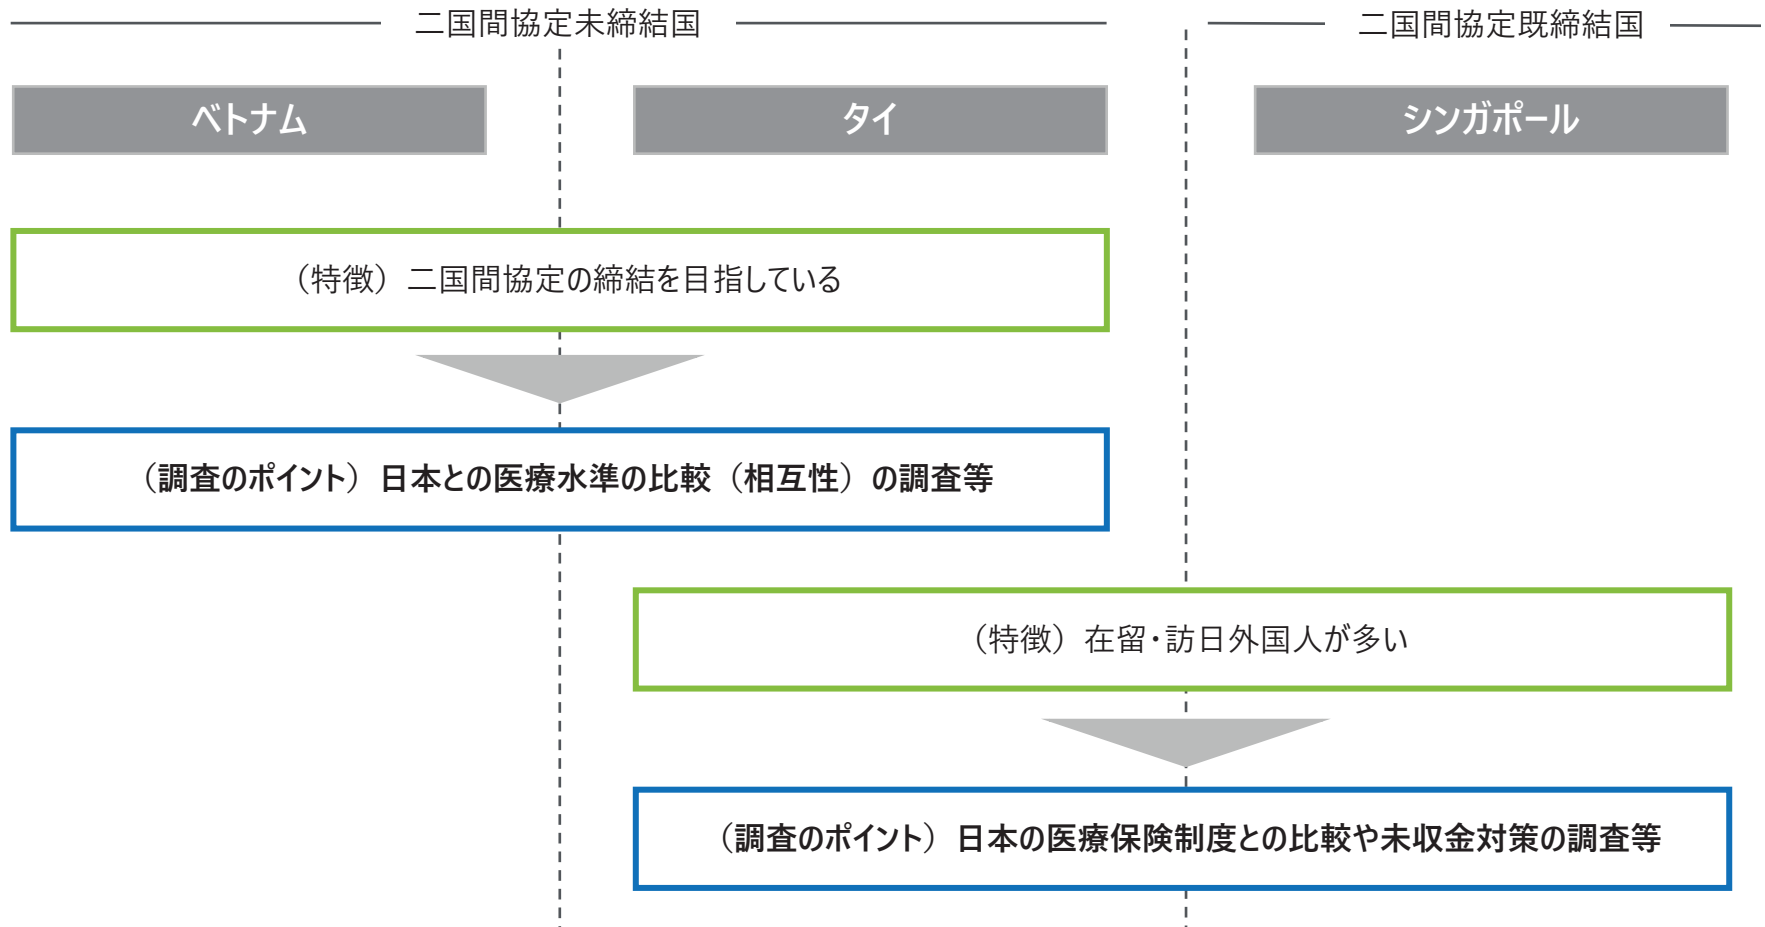 二国間協定未締結国
二国間協定既締結国
ベトナム
タイ
シンガポール
（特徴）二国間協定の締結を目指している
（調査のポイント）日本との医療水準の比較（相互性）の調査等
（特徴）在留・訪日外国人が多い
（調査のポイント）日本の医療保険制度との比較や未収金対策の調査等